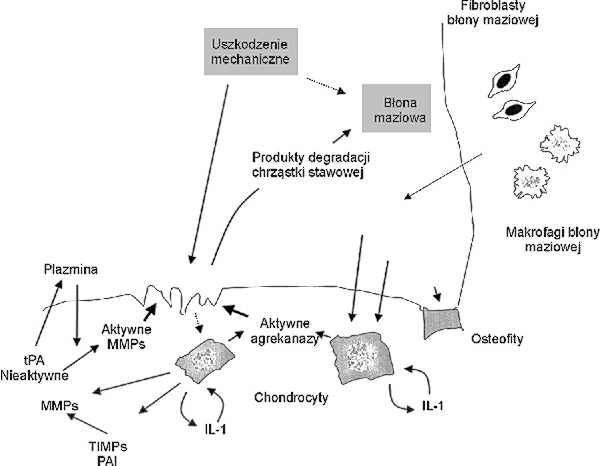 Fibroblasty
błony maziowej
Uszkodzenie
mechaniczne
Błona
maziowa
Produkty degradacji
chrząstki stawowej
Makrofagi błony
maziowej
Plazmina
Aktywne
MMPs
Aktywne
agrekanazy
Osteofity
tPA
Nieaktywne
MMPs
Chondrocyty
IL-1
IL-1
TIMPs
PAI